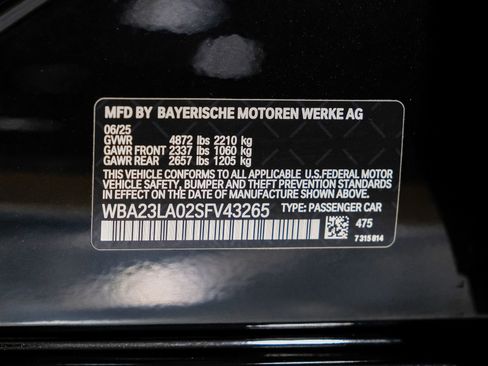 MFD BY BAYERISCHE MOTOREN WERKE AG
06/25
GVWR 4872 lbs 2210 kg
GAWR FRONT 2337 lbs 1060 kg
GAWR REAR 2657 lbs 1205 kg
THIS VEHICLE CONFORMS TO ALL APPLICABLE U.S. FEDERAL MOTOR
VEHICLE SAFETY, BUMPER AND THEFT PREVENTION STANDARDS
IN EFFECT ON THE DATE OF MANUFACTURE SHOWN ABOVE.
WBA23LA02SFV43265 TYPE: PASSENGER CAR
475
7 315 814